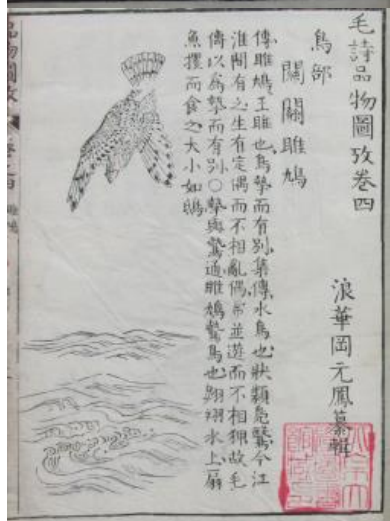 毛詩品物圖攷卷四
浪華岡元鳳纂輯
鳥部
關關雎鳩
傳雎鳩王雎也鳥摯而有別集傳水鳥也狀類鳧鷖今江
淮間有之生有定偶而不相亂偶常並遊而不相狎故毛
傳以為摯而有別○摯與鷙通雎鳩鷙鳥也翱翔水上扇
魚攫而食之大小如鴟